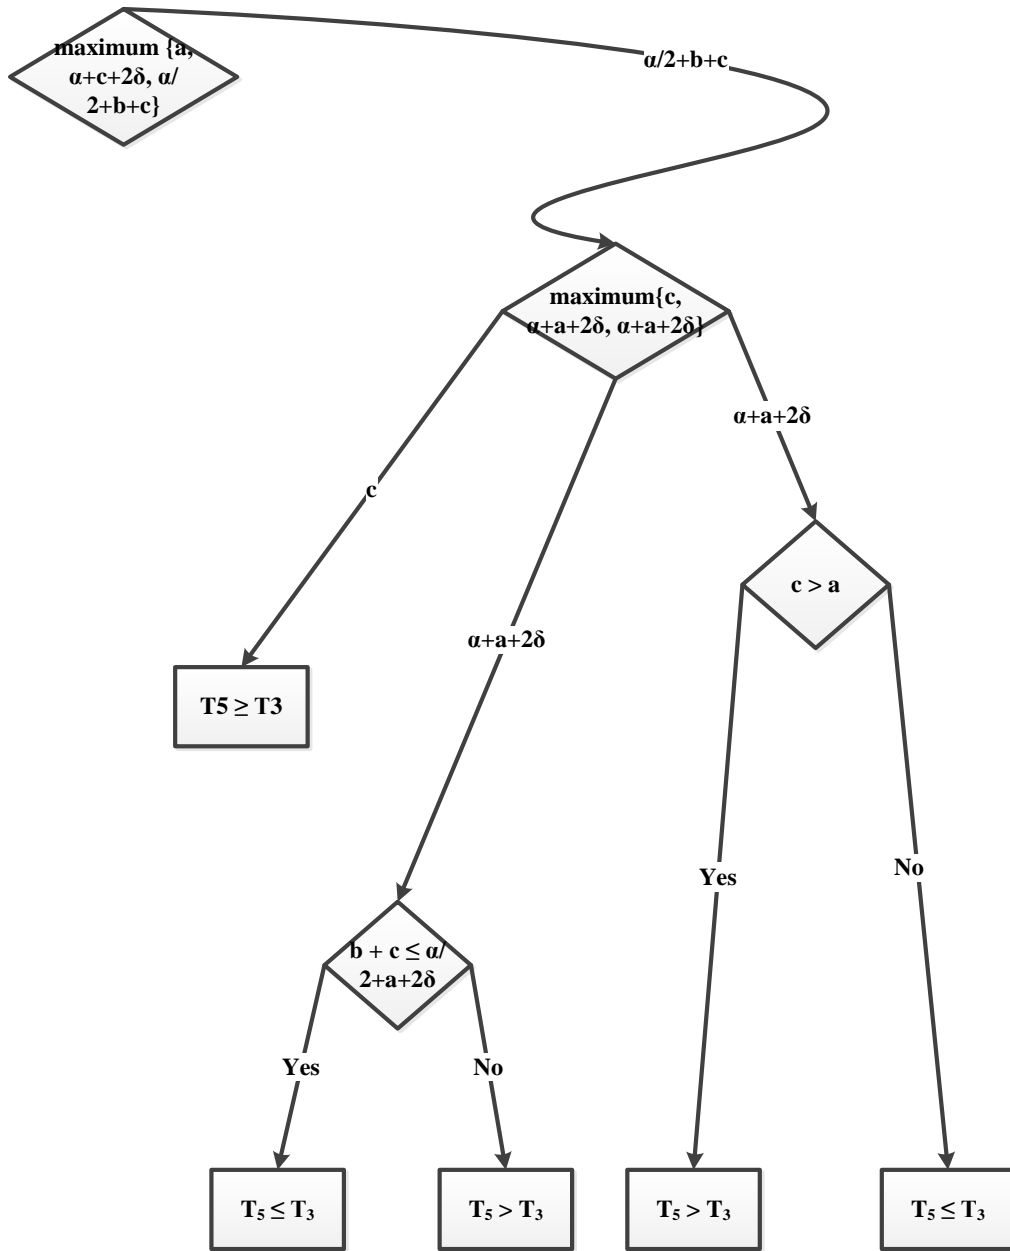 maximum {a,
α+c+2δ, α/
2+b+c}
α/2+b+c
maximum{c,
α+a+2δ, α+a+2δ}
α+a+2δ
c
c > a
α+a+2δ
T5 ≥ T3
Yes
No
b + c ≤ α/
2+a+2δ
Yes
No
T₅ ≤ T₃
T₅ > T₃
T₅ > T₃
T₅ ≤ T₃